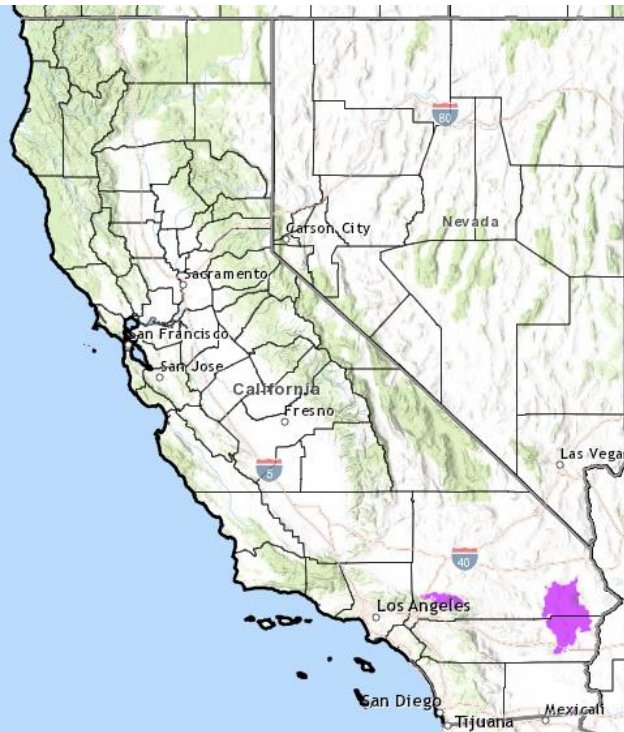 80
Carson City
Nevada
Sacramento
San Francisco
San Jose
California
Fresno
5
Las Vega
40
Los Angeles
San Diego
Mexicali
Tijuana